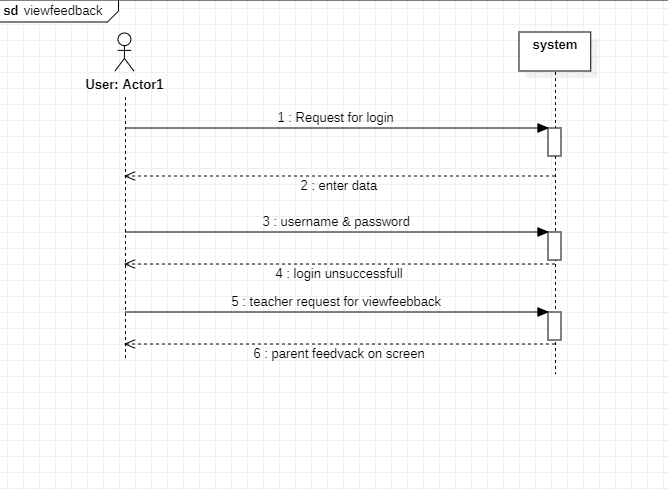 sd viewfeedback
system
User: Actor1
1 : Request for login
2 : enter data
3 : username & password
4 : login unsuccessfull
5 : teacher request for viewfeebback
6 : parent feedvack on screen